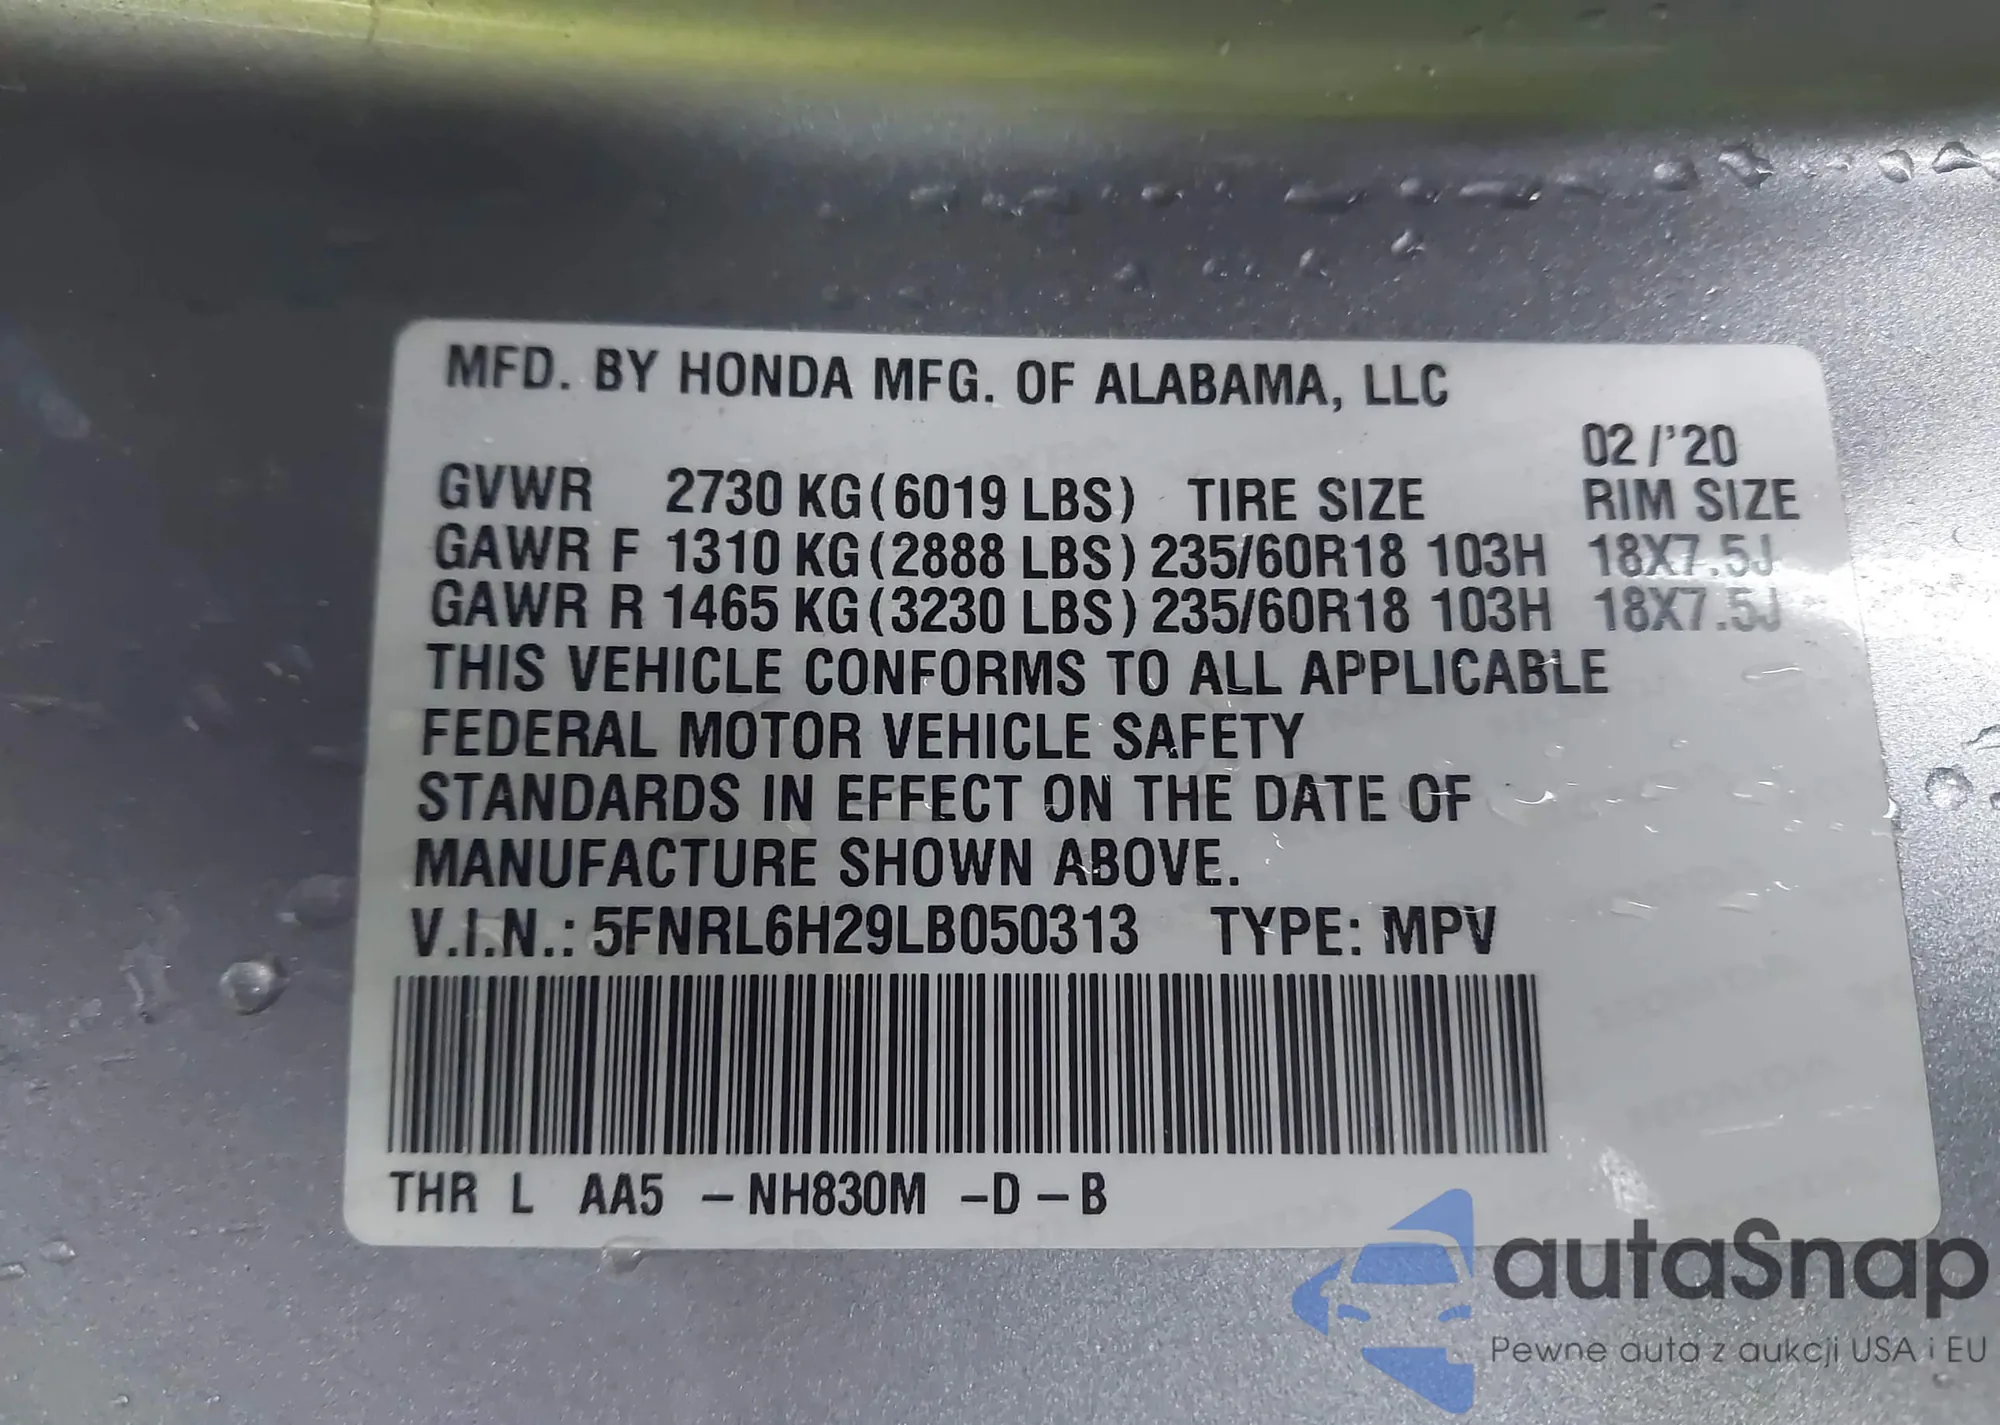 MFD. BY HONDA MFG. OF ALABAMA, LLC
02/'20
GVWR 2730 KG (6019 LBS) TIRE SIZE RIM SIZE
GAWR F 1310 KG (2888 LBS) 235/60R18 103H 18X7.5J
GAWR R 1465 KG (3230 LBS) 235/60R18 103H 18X7.5J
THIS VEHICLE CONFORMS TO ALL APPLICABLE
FEDERAL MOTOR VEHICLE SAFETY
STANDARDS IN EFFECT ON THE DATE OF
MANUFACTURE SHOWN ABOVE.
V.I.N.: 5FNRL6H29LB050313 TYPE: MPV
THR L AA5 – NH830M –D – B
autaSnap
Pewne auta z aukcji USA i EU